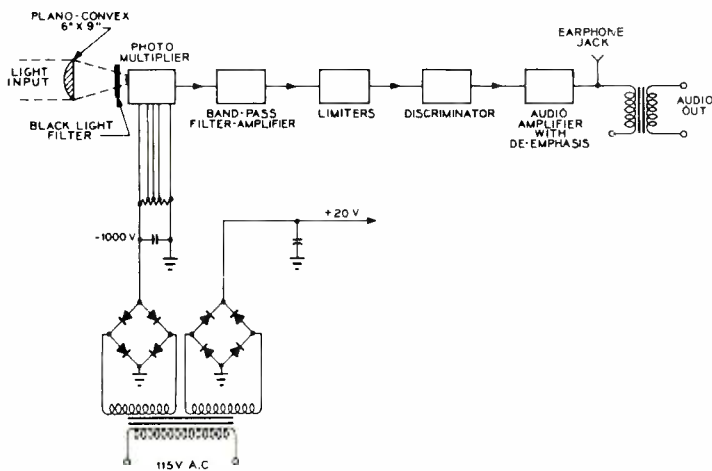 PLANO-CONVEX
6" X 9"
LIGHT
INPUT
BLACK LIGHT
FILTER
PHOTO
MULTIPLIER
BAND-PASS
FILTER-AMPLIFIER
LIMITERS
DISCRIMINATOR
AUDIO
AMPLIFIER
WITH
DE-EMPHASIS
EARPHONE
JACK
AUDIO
OUT
-1000 V
+20 V
115V A.C